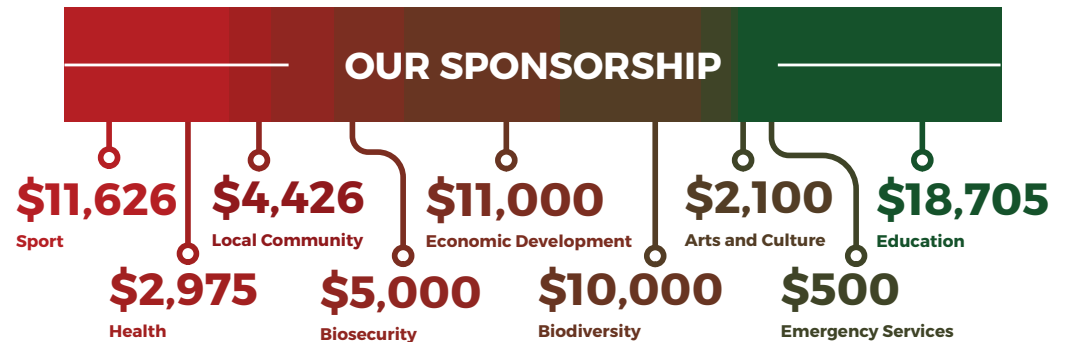 OUR SPONSORSHIP
$11,626
Sport
$2,975
Health
$4,426
Local Community
$5,000
Biosecurity
$11,000
Economic Development
$10,000
Biodiversity
$2,100
Arts and Culture
$500
Emergency Services
$18,705
Education